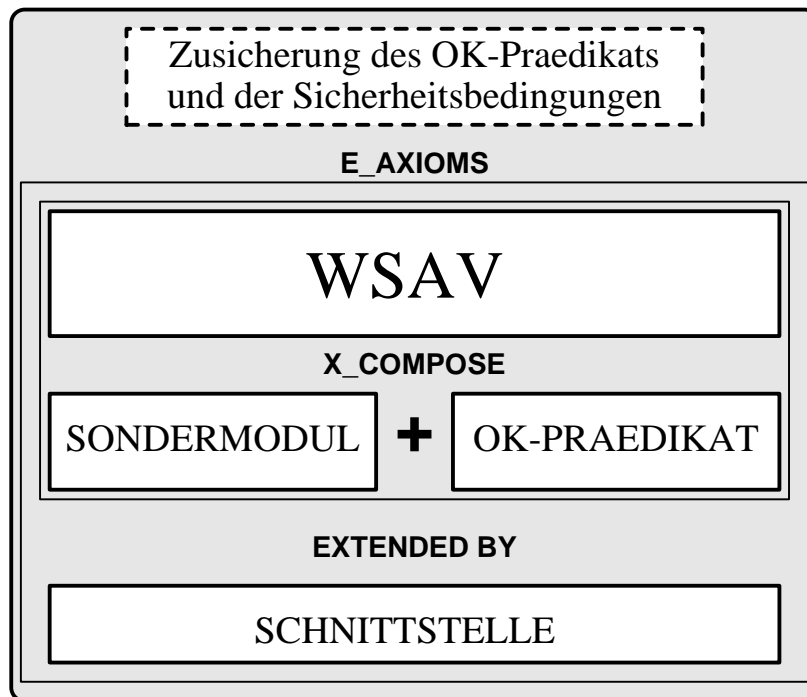 Zusicherung des OK-Praedikats
und der Sicherheitsbedingungen
E_AXIOMS
WSAV
X_COMPOSE
SONDERMODUL + OK-PRAEDIKAT
EXTENDED BY
SCHNITTSTELLE